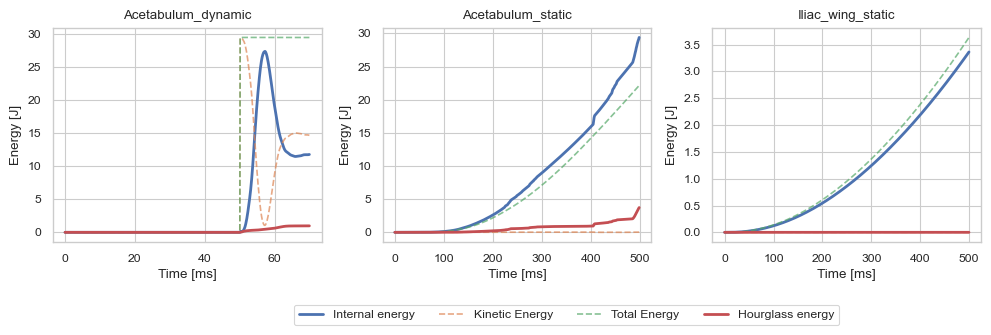 Acetabulum_dynamic
Acetabulum_static
Iliac_wing_static
Energy [J]
30
25
20
15
10
5
0
0
20
40
60
Time [ms]
Energy [J]
30
25
20
15
10
5
0
0
100
200
300
400
500
Time [ms]
Energy [J]
3.5
3.0
2.5
2.0
1.5
1.0
0.5
0.0
0
100
200
300
400
500
Time [ms]
Internal energy
Kinetic Energy
Total Energy
Hourglass energy